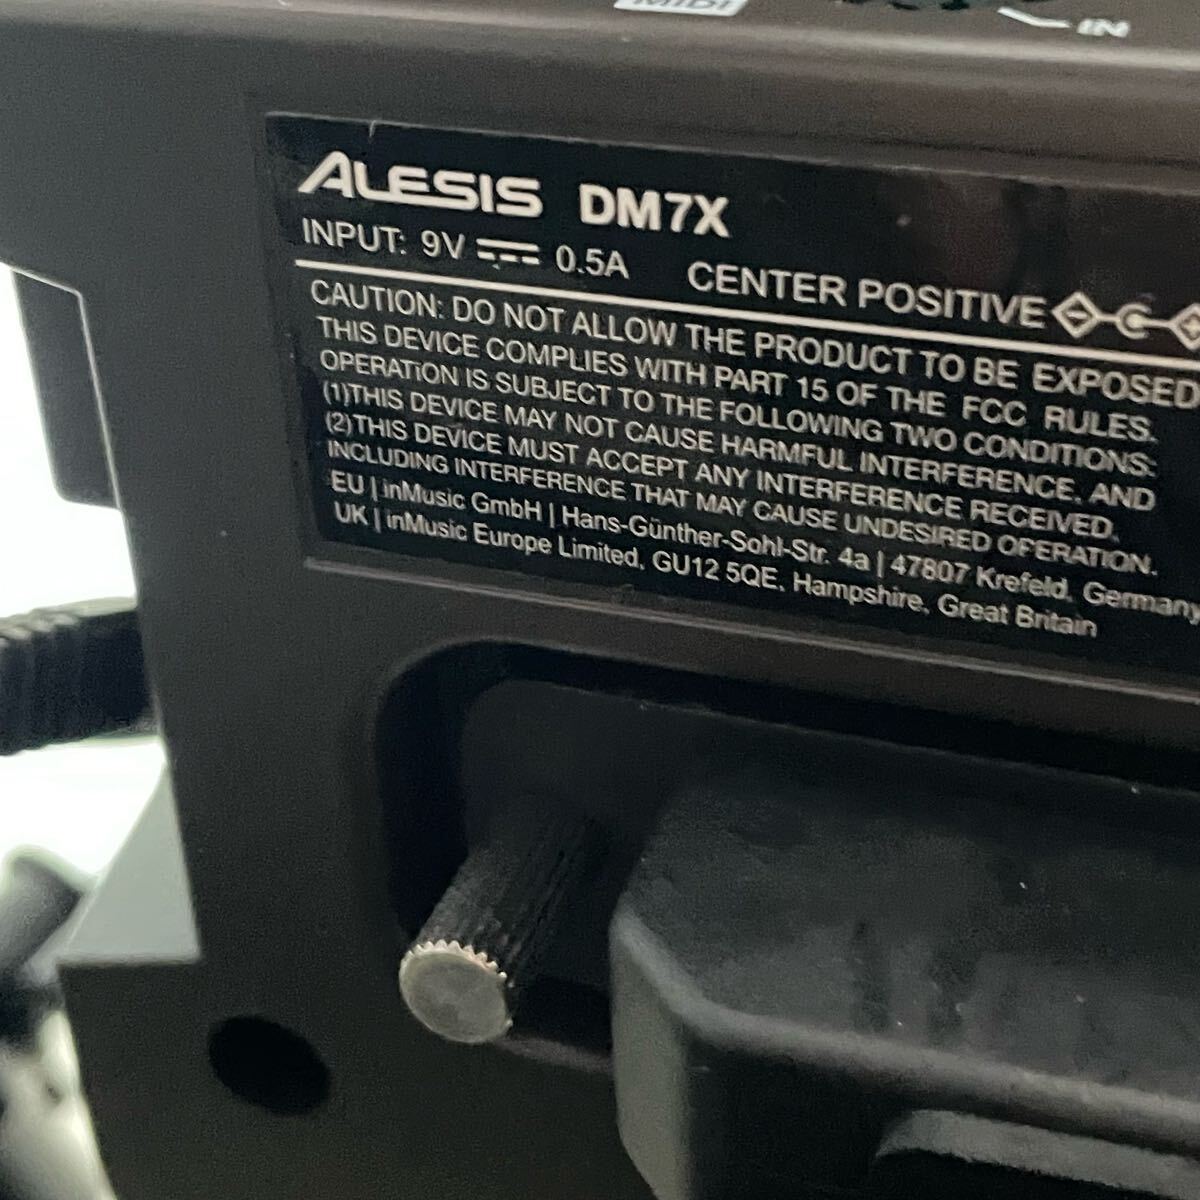 MIDI
IN
ALESIS DM7X
INPUT: 9V 0.5A CENTER POSITIVE
CAUTION: DO NOT ALLOW THE PRODUCT TO BE EXPOSED
THIS DEVICE COMPLIES WITH PART 15 OF THE FCC RULES.
OPERATION IS SUBJECT TO THE FOLLOWING TWO CONDITIONS:
(1)THIS DEVICE MAY NOT CAUSE HARMFUL INTERFERENCE, AND
(2)THIS DEVICE MUST ACCEPT ANY INTERFERENCE RECEIVED,
INCLUDING INTERFERENCE THAT MAY CAUSE UNDESIRED OPERATION.
EU | inMusic GmbH | Hans-Günther-Sohl-Str. 4a | 47807 Krefeld, Germany
UK | inMusic Europe Limited, GU12 5QE, Hampshire, Great Britain